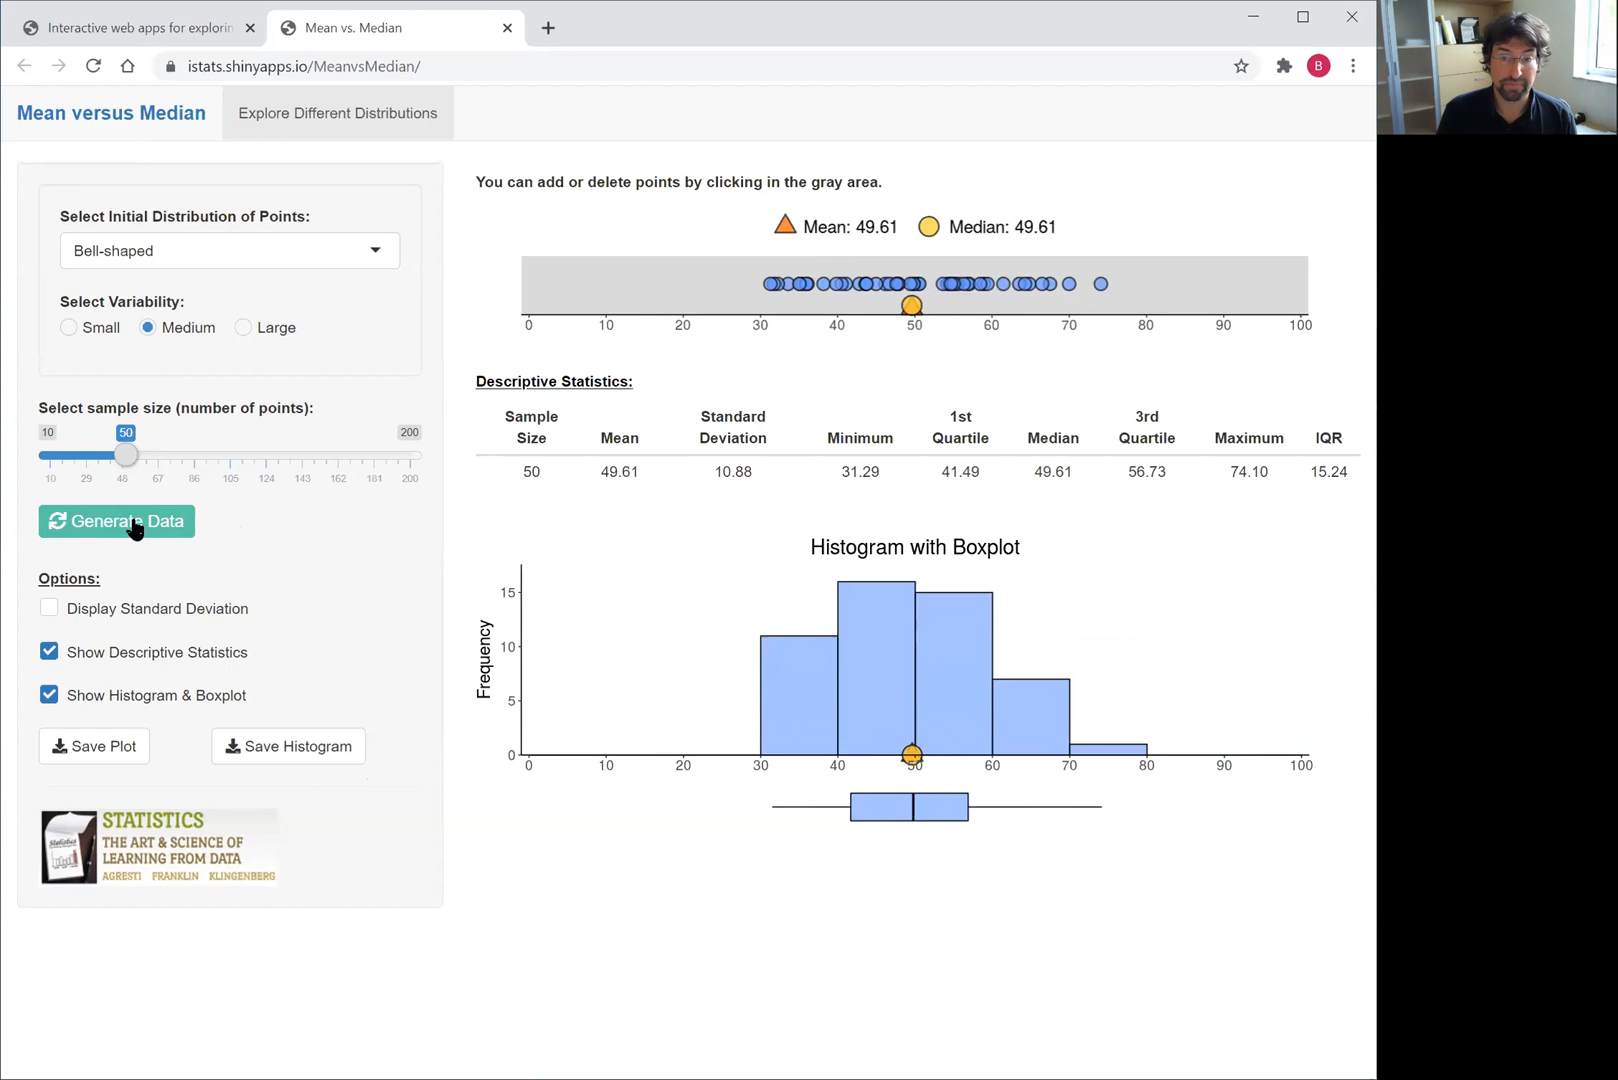 Interactive web apps for explorin
Mean vs. Median
istats.shinyapps.io/MeanvsMedian/
B
Mean versus Median
Explore Different Distributions
Select Initial Distribution of Points:
Bell-shaped
Select Variability:
Small Medium Large
Select sample size (number of points):
10 50 200
10 29 48 67 86 105 124 143 162 181 200
Generate Data
Options:
Display Standard Deviation
Show Descriptive Statistics
Show Histogram & Boxplot
Save Plot Save Histogram
STATISTICS
THE ART & SCIENCE OF
LEARNING FROM DATA
AGRESTI FRANKLIN KLINGENBERG
You can add or delete points by clicking in the gray area.
Mean: 49.61 Median: 49.61
0 10 20 30 40 50 60 70 80 90 100
Descriptive Statistics:
Sample Size Mean Standard Deviation Minimum 1st Quartile Median 3rd Quartile Maximum IQR
50 49.61 10.88 31.29 41.49 49.61 56.73 74.10 15.24
Histogram with Boxplot
Frequency
15
10
5
0
0 10 20 30 40 50 60 70 80 90 100